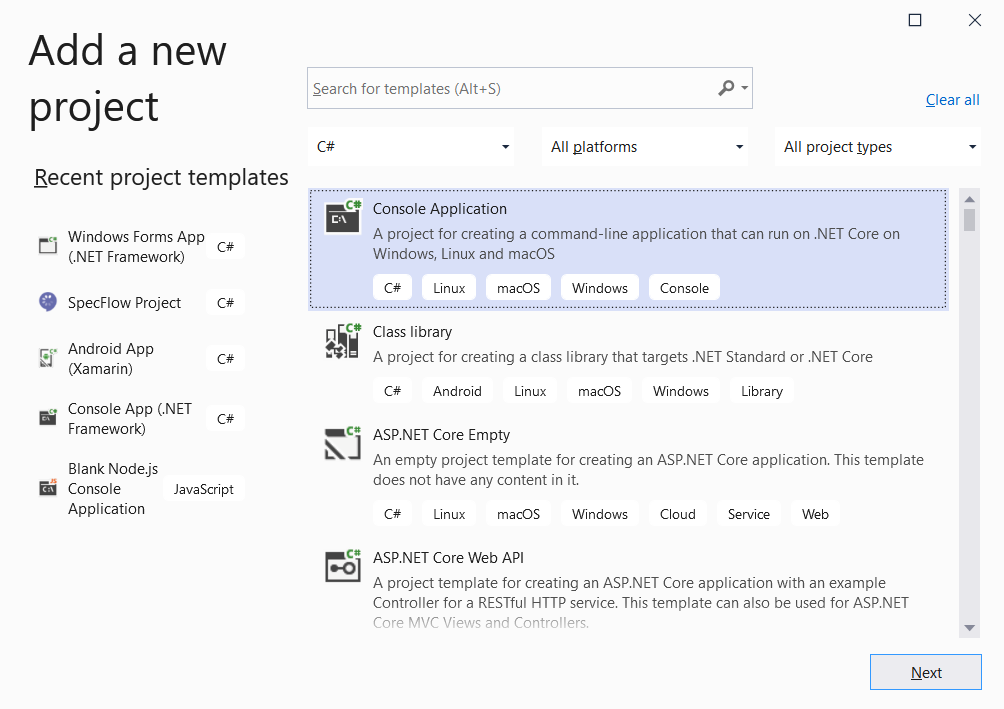 Add a new
project
Search for templates (Alt+S)
Clear all
C#
All platforms
All project types
Recent project templates
Windows Forms App
(.NET Framework)
C#
SpecFlow Project
C#
Android App
(Xamarin)
C#
Console App (.NET
Framework)
C#
Blank Node.js
Console
Application
JavaScript
Console Application
A project for creating a command-line application that can run on .NET Core on
Windows, Linux and macOS
C# Linux macOS Windows Console
Class library
A project for creating a class library that targets .NET Standard or .NET Core
C# Android Linux macOS Windows Library
ASP.NET Core Empty
An empty project template for creating an ASP.NET Core application. This template
does not have any content in it.
C# Linux macOS Windows Cloud Service Web
ASP.NET Core Web API
A project template for creating an ASP.NET Core application with an example
Controller for a RESTful HTTP service. This template can also be used for ASP.NET
Core MVC Views and Controllers.
Next